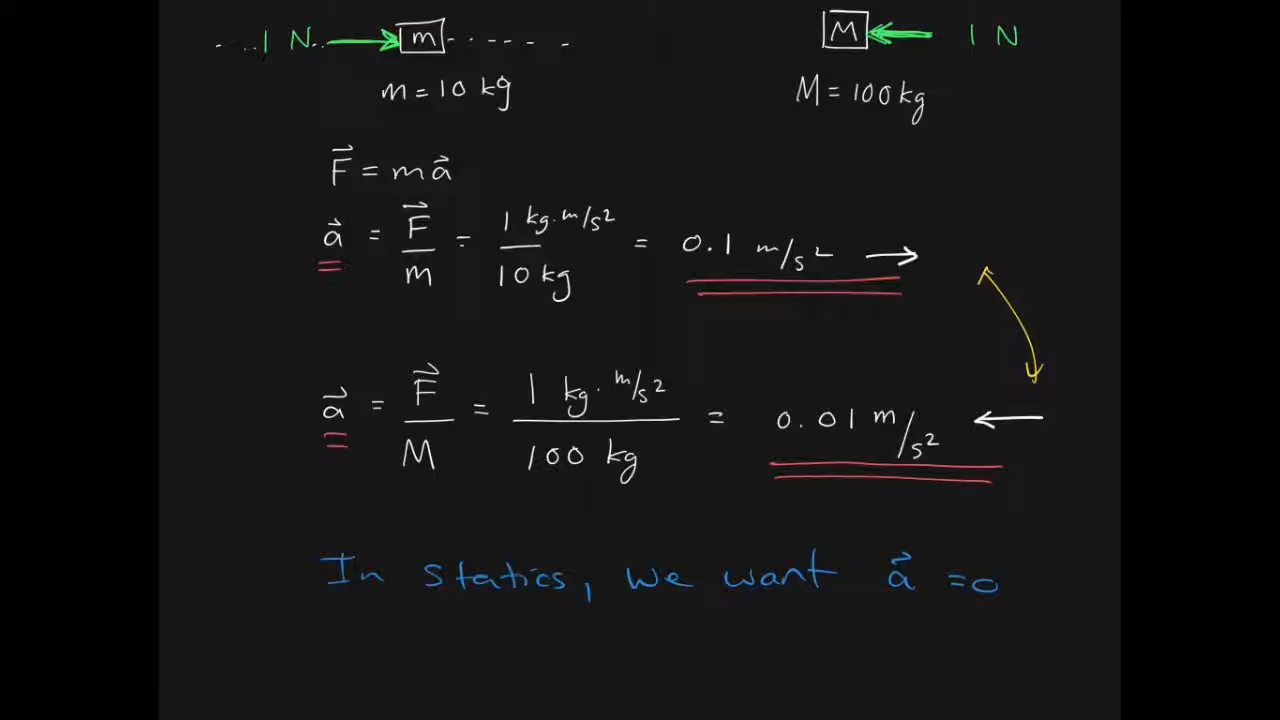 1 N → m M ← 1 N
m = 10 kg M = 100 kg
F⃗ = m a⃗
a⃗ = F⃗/m = 1 kg·m/s² / 10 kg = 0.1 m/s² →
a⃗ = F⃗/M = 1 kg·m/s² / 100 kg = 0.01 m/s² ←
In statics, we want a⃗ = 0